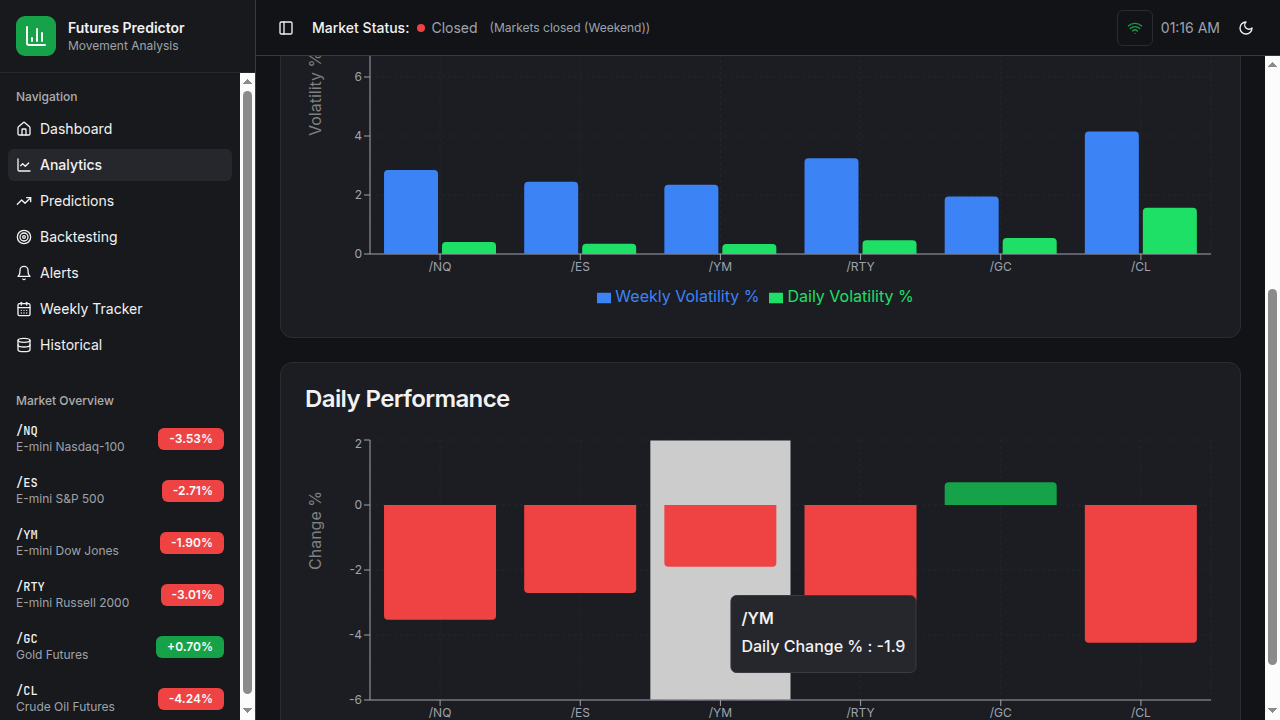 Futures Predictor
Movement Analysis
Market Status: Closed (Markets closed (Weekend))
01:16 AM
Navigation
Dashboard
Analytics
Predictions
Backtesting
Alerts
Weekly Tracker
Historical
Market Overview
/NQ
E-mini Nasdaq-100
-3.53%
/ES
E-mini S&P 500
-2.71%
/YM
E-mini Dow Jones
-1.90%
/RTY
E-mini Russell 2000
-3.01%
/GC
Gold Futures
+0.70%
/CL
Crude Oil Futures
-4.24%
Volatility %
6
4
2
0
/NQ /ES /YM /RTY /GC /CL
Weekly Volatility % Daily Volatility %
Daily Performance
Change %
2
0
-2
-4
-6
/YM
Daily Change % : -1.9
/NQ /ES /YM /RTY /GC /CL